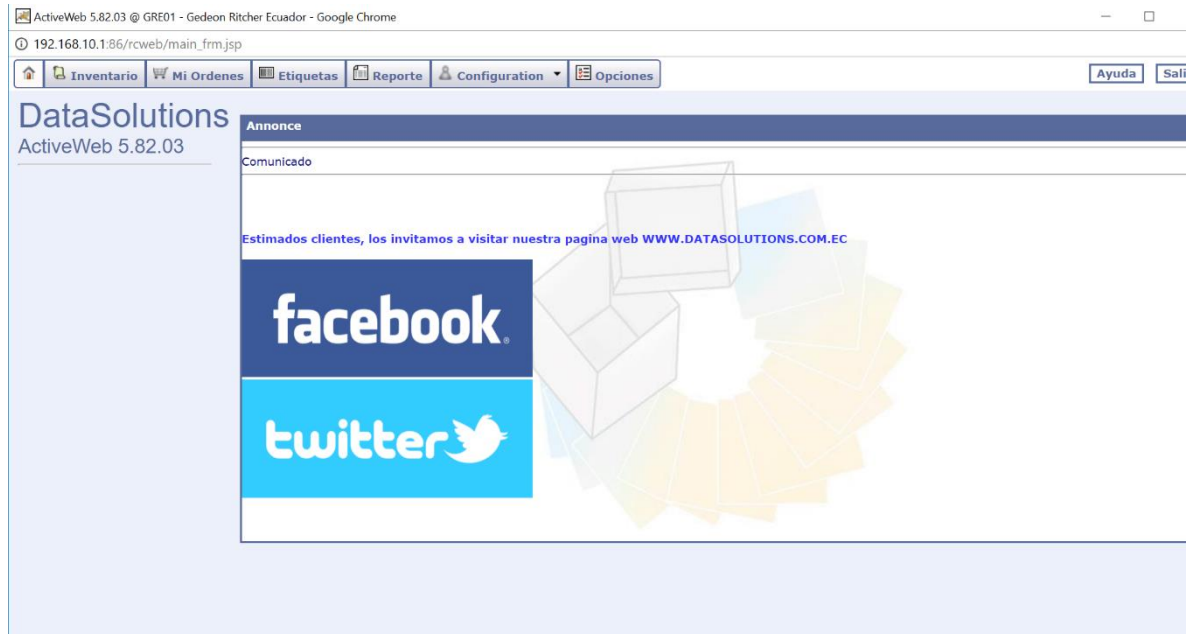 ActiveWeb 5.82.03 @ GRE01 - Gedeon Ritcher Ecuador - Google Chrome
192.168.10.1:86/rcweb/main_frm.jsp
Inventario Mi Ordenes Etiquetas Reporte Configuration Opciones Ayuda Sali
DataSolutions
ActiveWeb 5.82.03
Annonce
Comunicado
Estimados clientes, los invitamos a visitar nuestra pagina web WWW.DATASOLUTIONS.COM.EC
facebook®
twitter